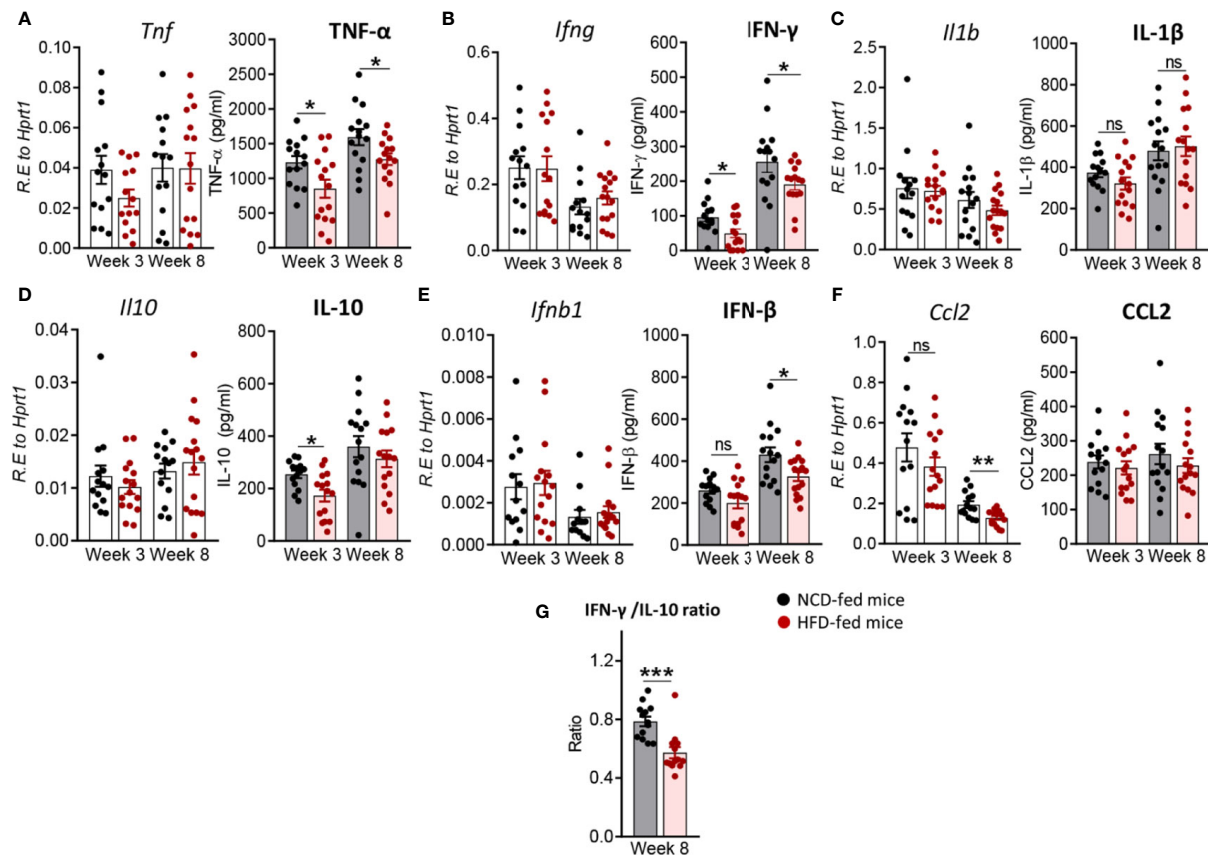 A
Tnf
R.E to Hprt1
0.10
0.08
0.06
0.04
0.02
0.00
Week 3 Week 8
TNF-α
TNF-α (pg/ml)
3000
2500
2000
1500
1000
500
0
*
*
Week 3 Week 8
B
Ifng
R.E to Hprt1
0.6
0.4
0.2
0.0
Week 3 Week 8
IFN-γ
IFN-γ (pg/ml)
600
500
400
300
200
100
0
*
*
Week 3 Week 8
C
Il1b
R.E to Hprt1
2.5
2.0
1.5
1.0
0.5
0.0
Week 3 Week 8
IL-1β
IL-1β (pg/ml)
1000
800
600
400
200
0
ns
ns
Week 3 Week 8
D
Il10
R.E to Hprt1
0.04
0.03
0.02
0.01
0.00
Week 3 Week 8
IL-10
IL-10 (pg/ml)
800
600
400
200
0
*
Week 3 Week 8
E
Ifnb1
R.E to Hprt1
0.010
0.008
0.006
0.004
0.002
0.000
Week 3 Week 8
IFN-β
IFN-β (pg/ml)
1000
800
600
400
200
0
ns
*
Week 3 Week 8
F
Ccl2
R.E to Hprt1
1.0
0.8
0.6
0.4
0.2
0.0
ns
**
Week 3 Week 8
CCL2
CCL2 (pg/ml)
600
500
400
300
200
100
0
Week 3 Week 8
G
IFN-γ /IL-10 ratio
Ratio
1.2
0.8
0.4
0.0
***
Week 8
NCD-fed mice
HFD-fed mice